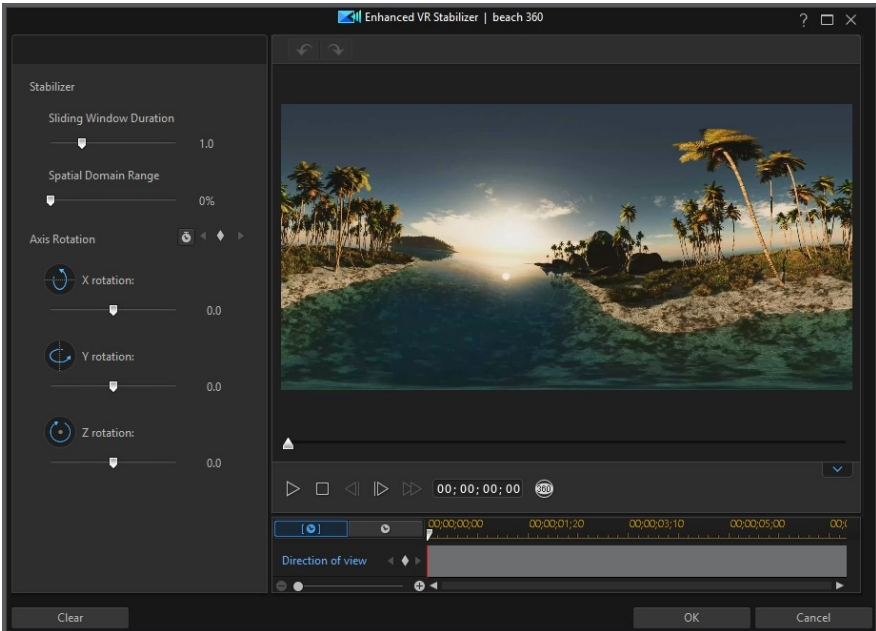 Enhanced VR Stabilizer | beach 360
?
Stabilizer
Sliding Window Duration
1.0
Spatial Domain Range
0%
Axis Rotation
X rotation:
0.0
Y rotation:
0.0
Z rotation:
0.0
00;00;00;00
360
00;00;00;00 00;00;01;20 00;00;03;10 00;00;05;00
Direction of view
Clear
OK
Cancel